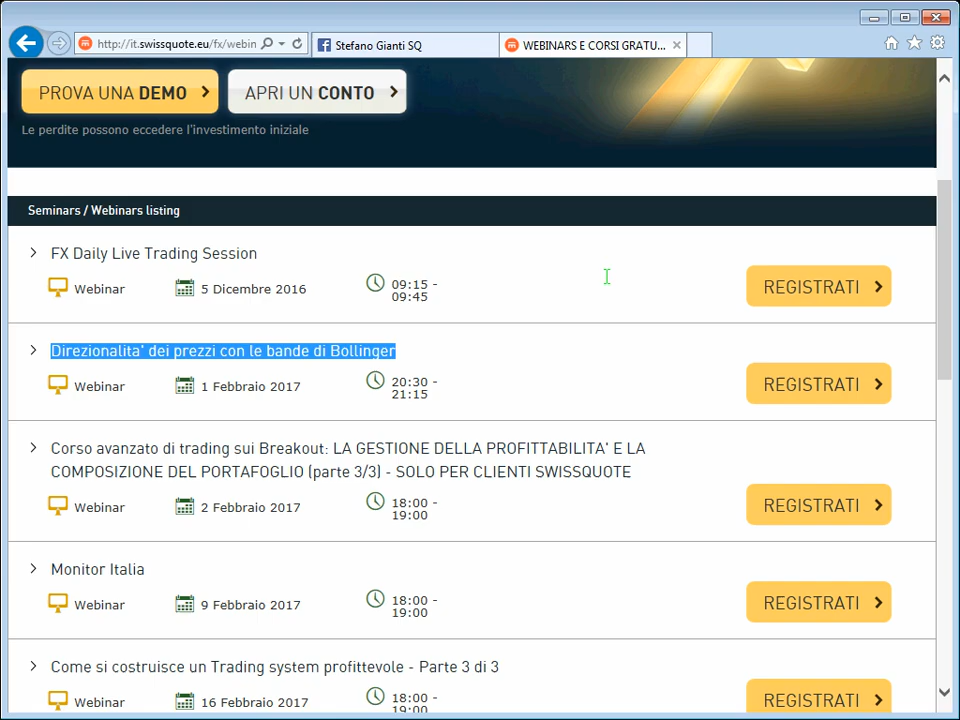 http://it.swissquote.eu/fx/webin
Stefano Gianti SQ
WEBINARS E CORSI GRATU...
PROVA UNA DEMO
APRI UN CONTO
Le perdite possono eccedere l'investimento iniziale
Seminars / Webinars listing
FX Daily Live Trading Session
Webinar
5 Dicembre 2016
09:15 -
09:45
REGISTRATI
Direzionalita' dei prezzi con le bande di Bollinger
Webinar
1 Febbraio 2017
20:30 -
21:15
REGISTRATI
Corso avanzato di trading sui Breakout: LA GESTIONE DELLA PROFITTABILITA' E LA
COMPOSIZIONE DEL PORTAFOGLIO (parte 3/3) - SOLO PER CLIENTI SWISSQUOTE
Webinar
2 Febbraio 2017
18:00 -
19:00
REGISTRATI
Monitor Italia
Webinar
9 Febbraio 2017
18:00 -
19:00
REGISTRATI
Come si costruisce un Trading system profittevole - Parte 3 di 3
Webinar
16 Febbraio 2017
18:00 -
19:00
REGISTRATI